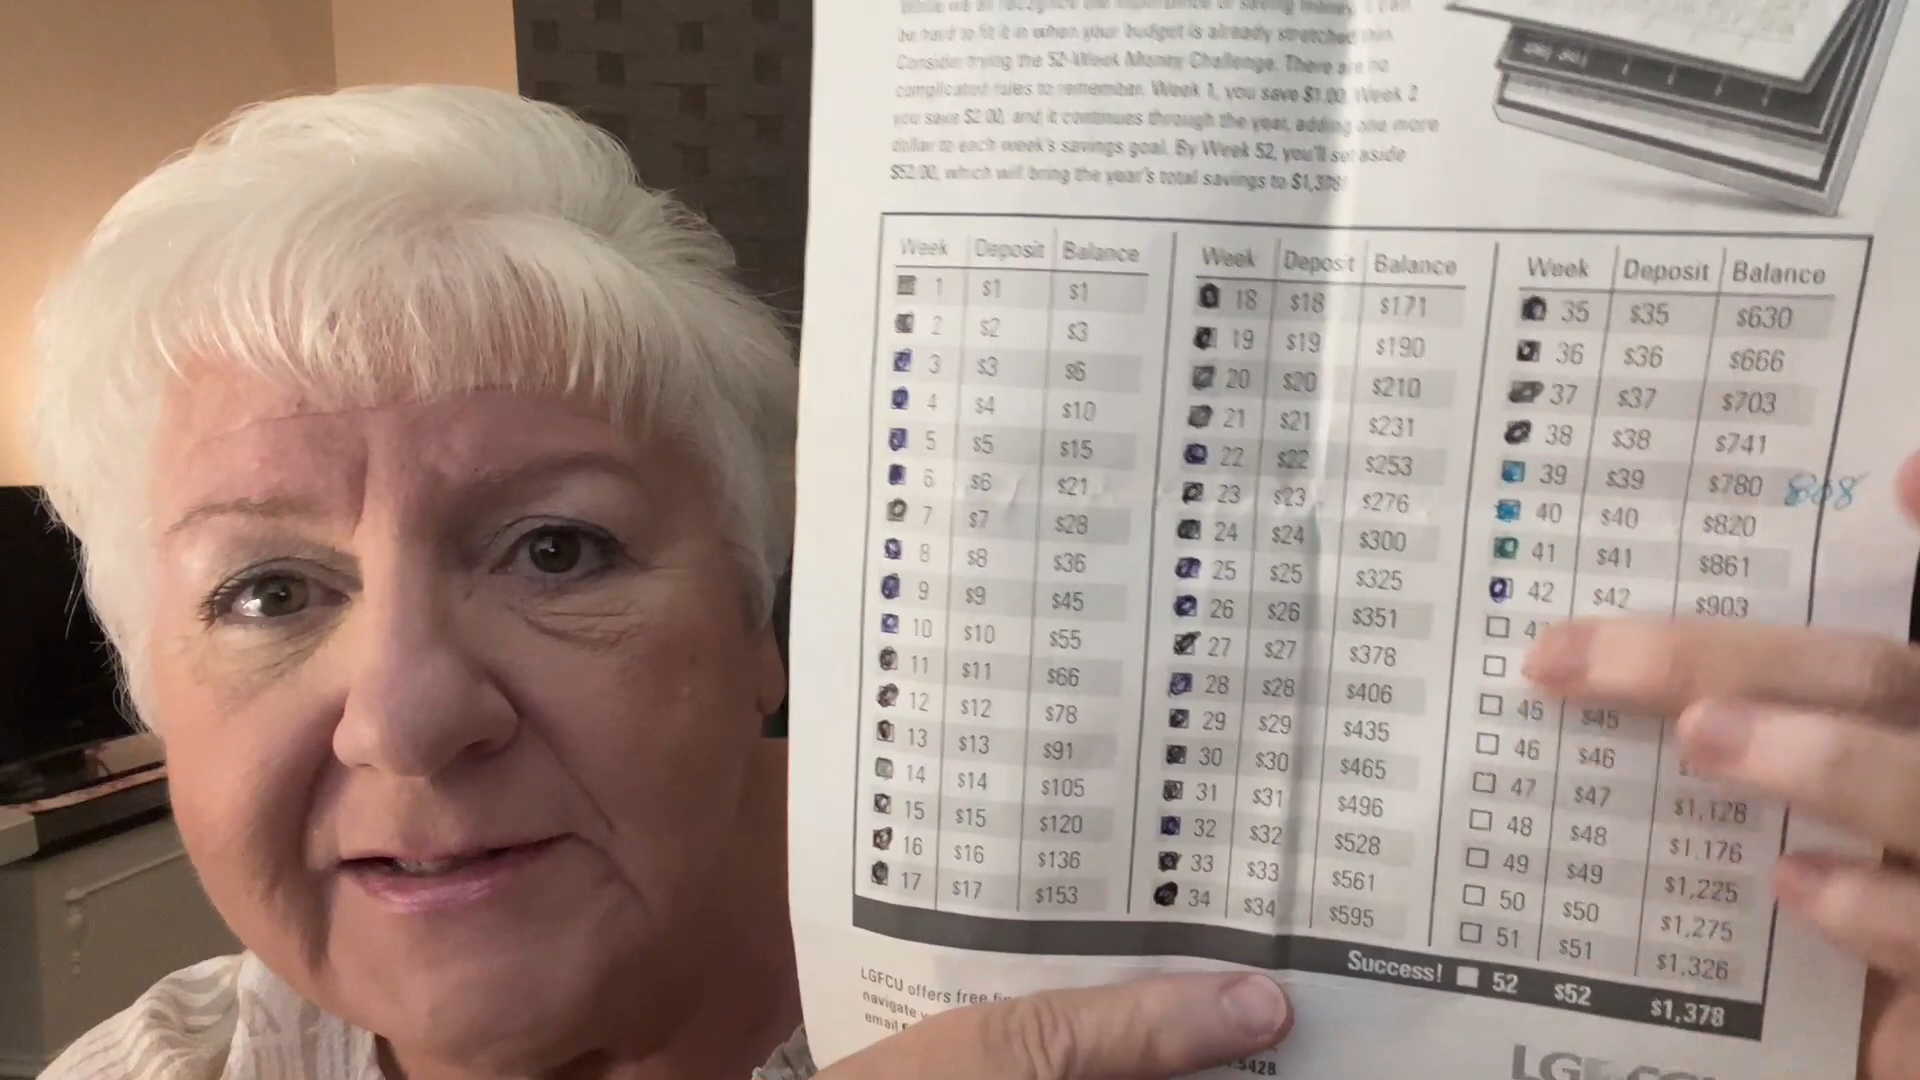 be hard to fit it in when your budget is already stretched thin.
Consider trying the 52-Week Money Challenge. There are no
complicated rules to remember. Week 1, you save $1.00. Week 2
you save $2.00, and it continues through the year, adding one more
dollar to each week's savings goal. By Week 52, you'll set aside
$52.00, which will bring the year's total savings to $1,378!
Week Deposit Balance
1 $1 $1
2 $2 $3
3 $3 $6
4 $4 $10
5 $5 $15
6 $6 $21
7 $7 $28
8 $8 $36
9 $9 $45
10 $10 $55
11 $11 $66
12 $12 $78
13 $13 $91
14 $14 $105
15 $15 $120
16 $16 $136
17 $17 $153
Week Deposit Balance
18 $18 $171
19 $19 $190
20 $20 $210
21 $21 $231
22 $22 $253
23 $23 $276
24 $24 $300
25 $25 $325
26 $26 $351
27 $27 $378
28 $28 $406
29 $29 $435
30 $30 $465
31 $31 $496
32 $32 $528
33 $33 $561
34 $34 $595
Week Deposit Balance
35 $35 $630
36 $36 $666
37 $37 $703
38 $38 $741
39 $39 $780
40 $40 $820
41 $41 $861
42 $42 $903
45 $45
46 $46
47 $47 $1,128
48 $48 $1,176
49 $49 $1,225
50 $50 $1,275
51 $51 $1,326
Success! 52 $52 $1,378
LGFCU offers free
navigate
email
5428